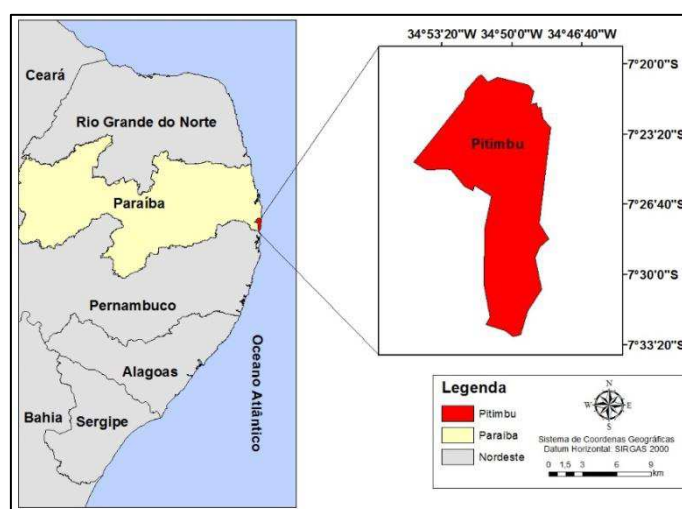 Ceará
Rio Grande do Norte
Paraíba
Pernambuco
Alagoas
Bahia
Sergipe
Oceano Atlântico
34°53'20"W 34°50'0"W 34°46'40"W
7°20'0"S
7°23'20"S
7°26'40"S
7°30'0"S
7°33'20"S
Pitimbu
Legenda
Pitimbu
Paraíba
Nordeste
N
W E
S
Sistema de Coordenas Geográficas
Datum Horizontal: SIRGAS 2000
0 1,5 3 6 9
km